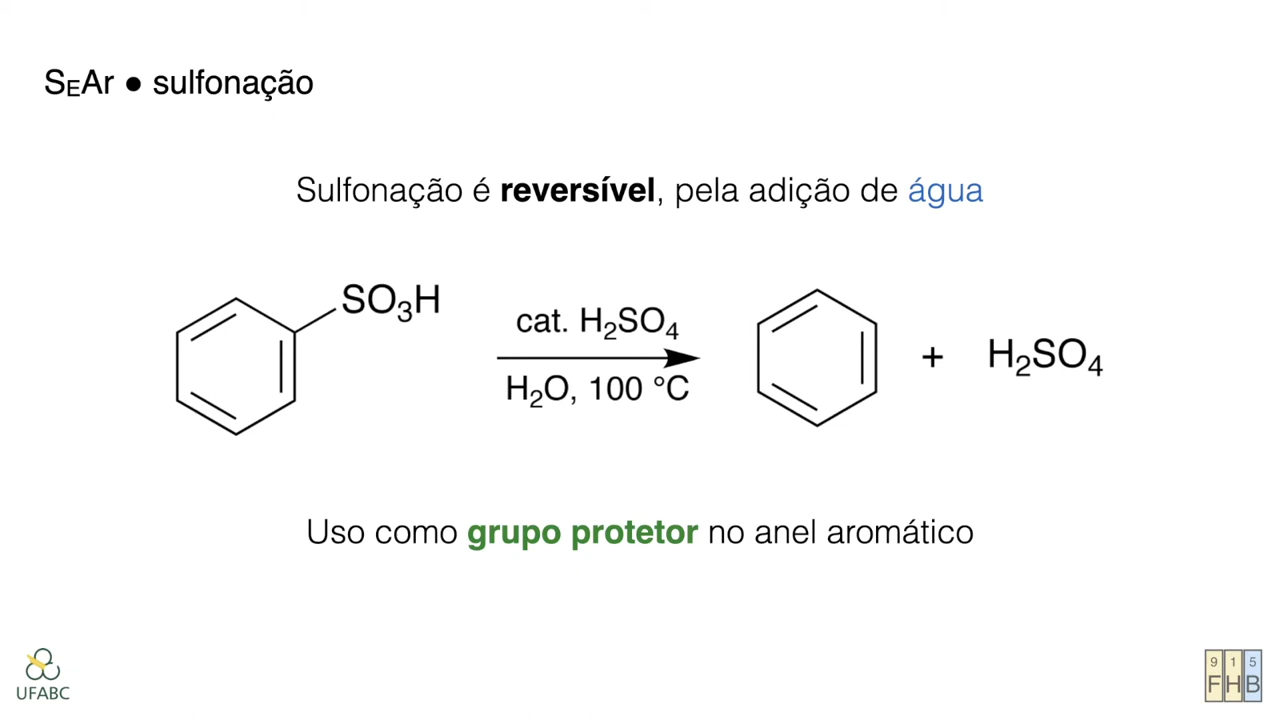 SEAr ● sulfonação
Sulfonação é reversível, pela adição de água
SO3H
cat. H2SO4
H2O, 100 °C
+ H2SO4
Uso como grupo protetor no anel aromático
UFABC
9 1 5
F H B